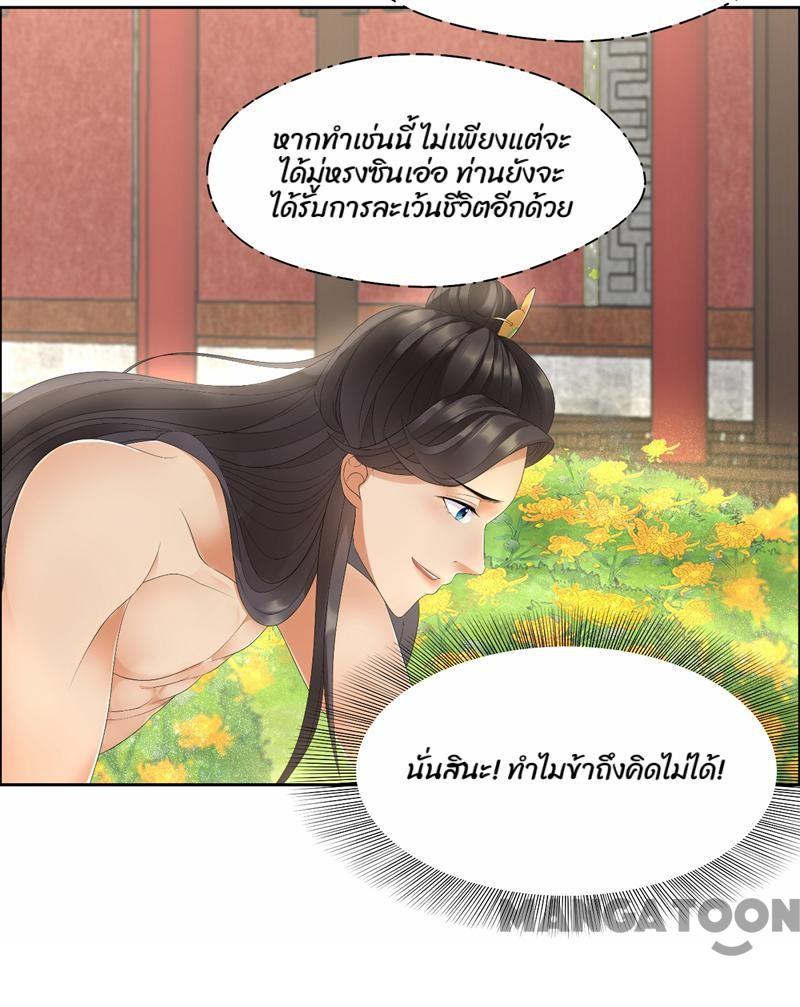 หากทำเช่นนี้ ไม่เพียงแต่จะ
ได้มู่หรงซินเอ่อ ท่านยังจะ
ได้รับการละเว้นชีวิตอีกด้วย
นั่นสินะ! ทำไมข้าถึงคิดไม่ได้!
MANGATOON